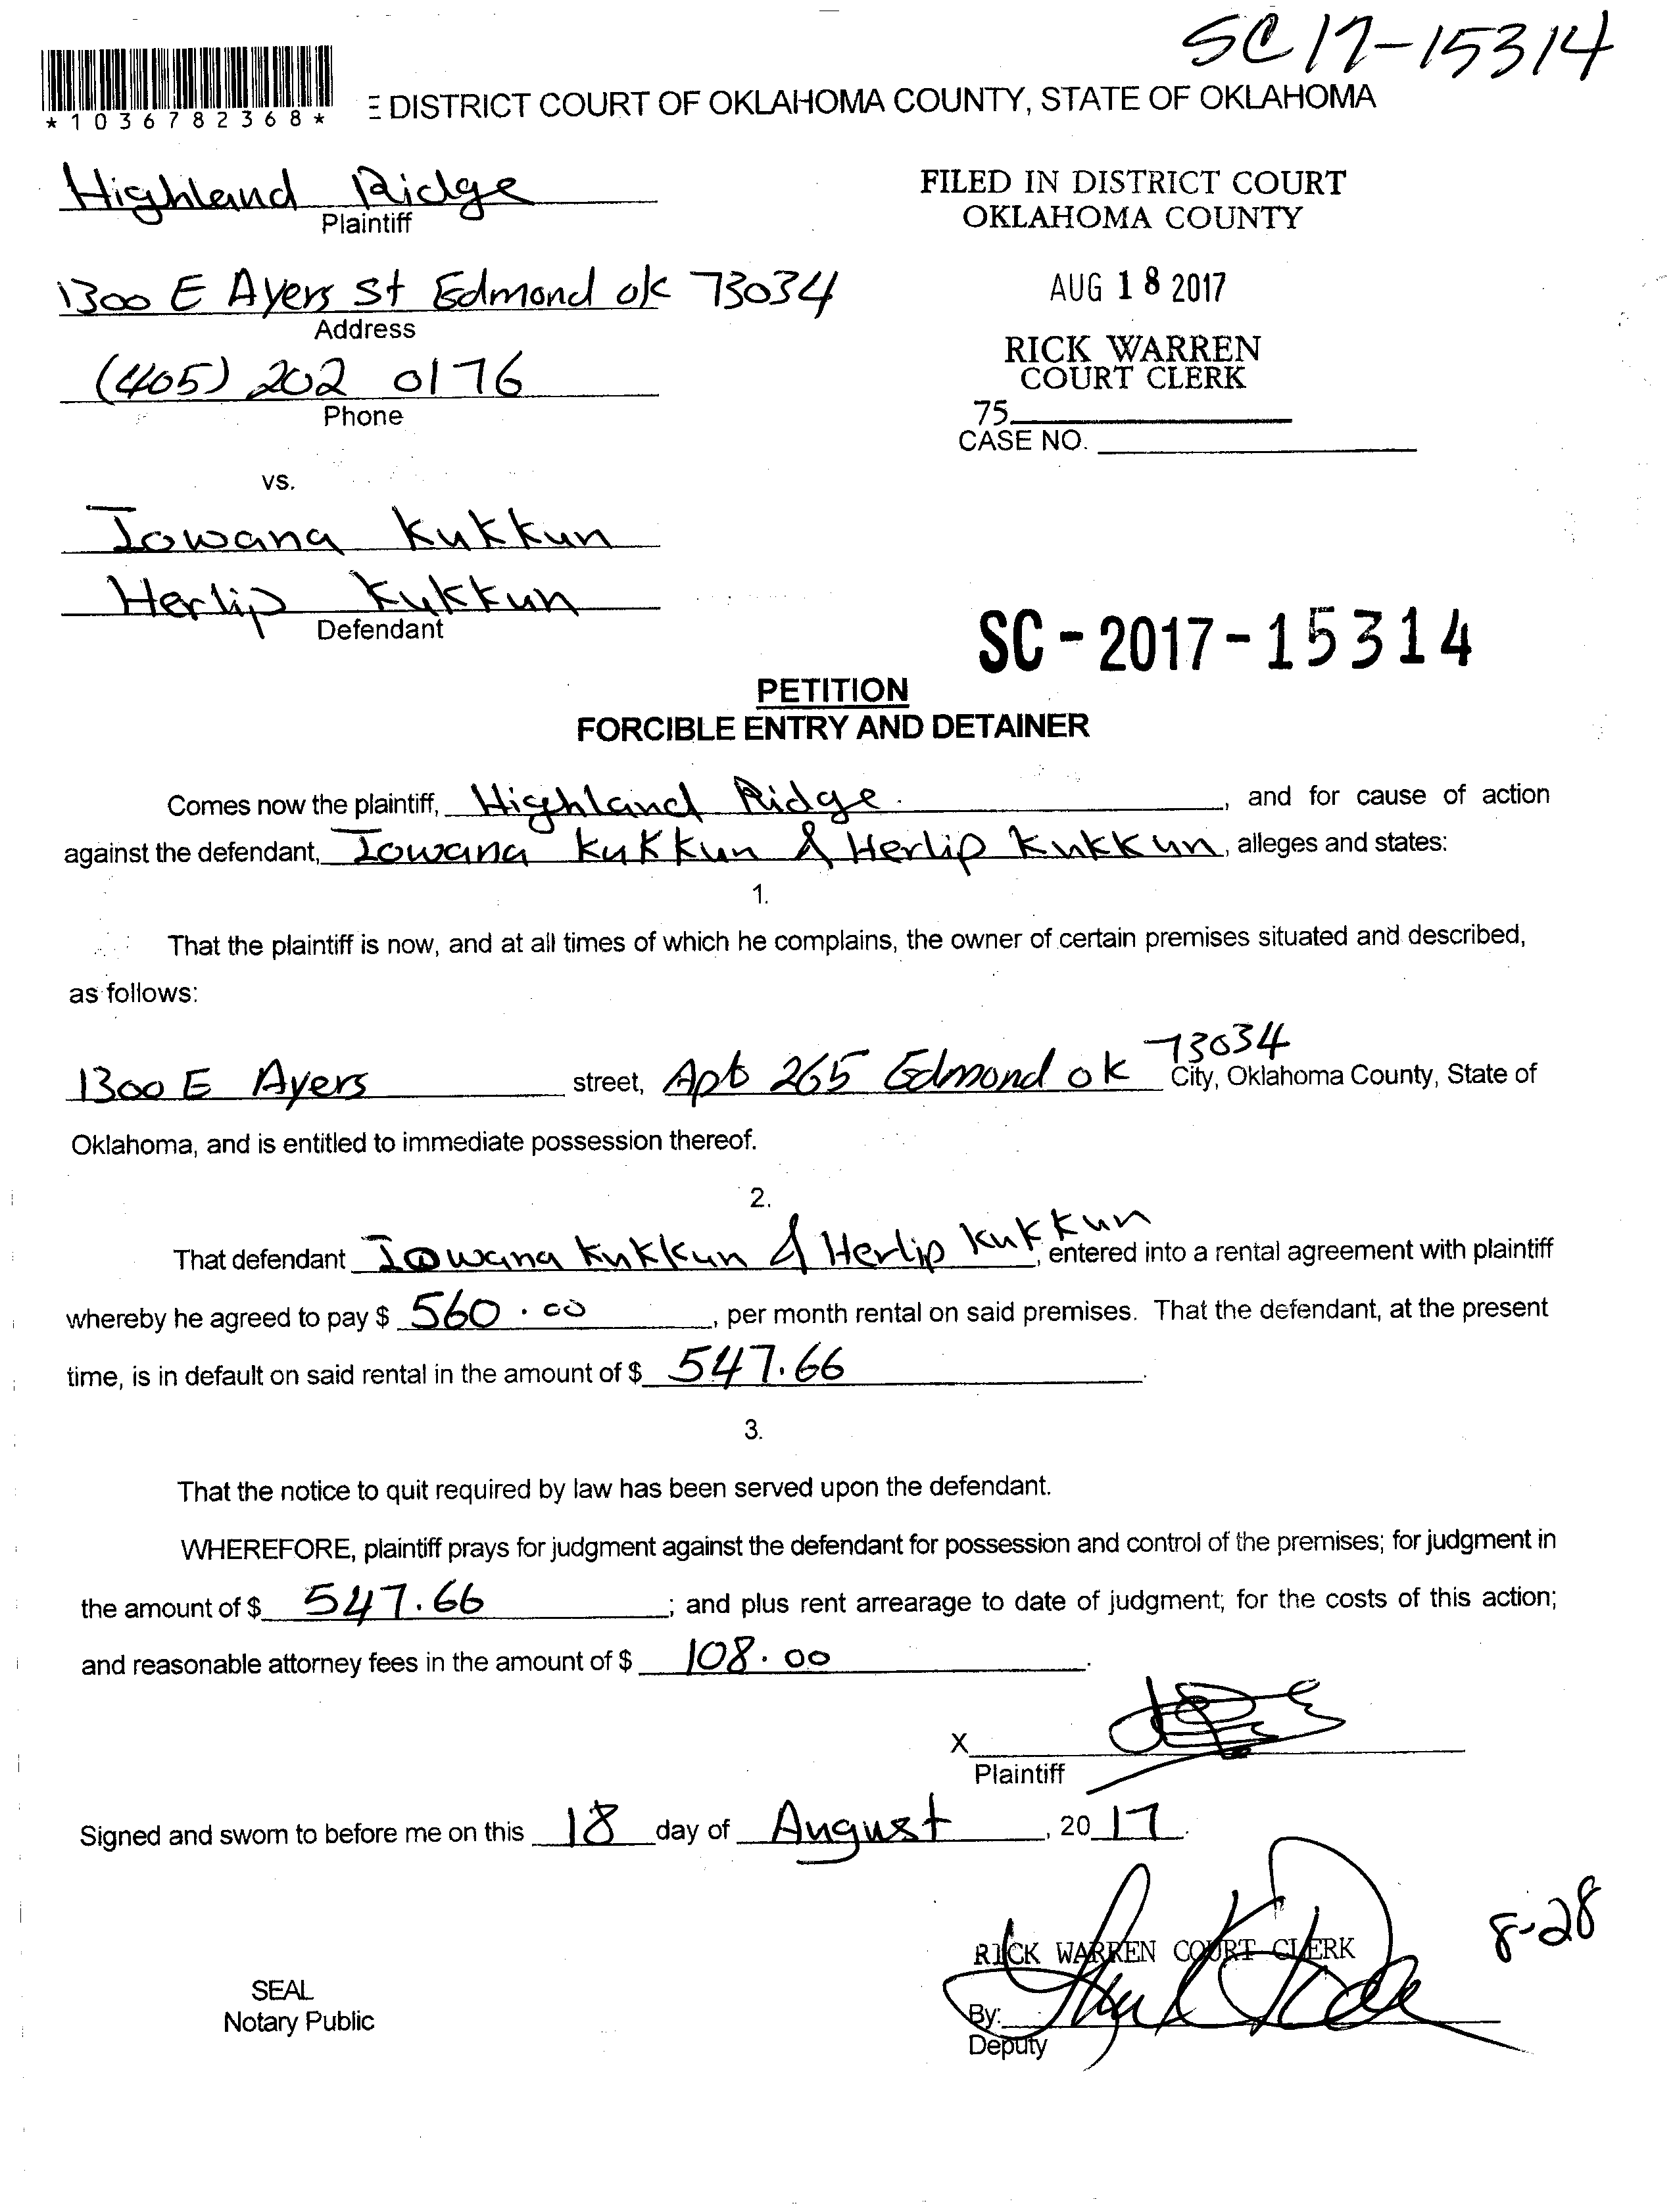 SC17-15314
*1036782368*
E DISTRICT COURT OF OKLAHOMA COUNTY, STATE OF OKLAHOMA
Highland Ridge
Plaintiff
FILED IN DISTRICT COURT
OKLAHOMA COUNTY
1300 E Ayers St Edmond ok 73034
Address
AUG 18 2017
(405) 202 0176
Phone
RICK WARREN
COURT CLERK
75
CASE NO.
vs.
Iowana Kukkun
Herlip Kukkun
Defendant
SC-2017-15314
PETITION
FORCIBLE ENTRY AND DETAINER
Comes now the plaintiff, Highland Ridge, and for cause of action
against the defendant, Iowana Kukkun & Herlip Kukkun, alleges and states:
1.
That the plaintiff is now, and at all times of which he complains, the owner of certain premises situated and described,
as follows:
1300 E Ayers street, Apt 265 Edmond ok 73034 City, Oklahoma County, State of
Oklahoma, and is entitled to immediate possession thereof.
2.
That defendant Iowana Kukkun & Herlip Kukkun, entered into a rental agreement with plaintiff
whereby he agreed to pay $ 560.00, per month rental on said premises. That the defendant, at the present
time, is in default on said rental in the amount of $ 547.66.
3.
That the notice to quit required by law has been served upon the defendant.
WHEREFORE, plaintiff prays for judgment against the defendant for possession and control of the premises; for judgment in
the amount of $ 547.66; and plus rent arrearage to date of judgment; for the costs of this action;
and reasonable attorney fees in the amount of $ 108.00.
X
Plaintiff
Signed and sworn to before me on this 18 day of August, 2017.
8-28
RICK WARREN COURT CLERK
SEAL
Notary Public
By:
Deputy